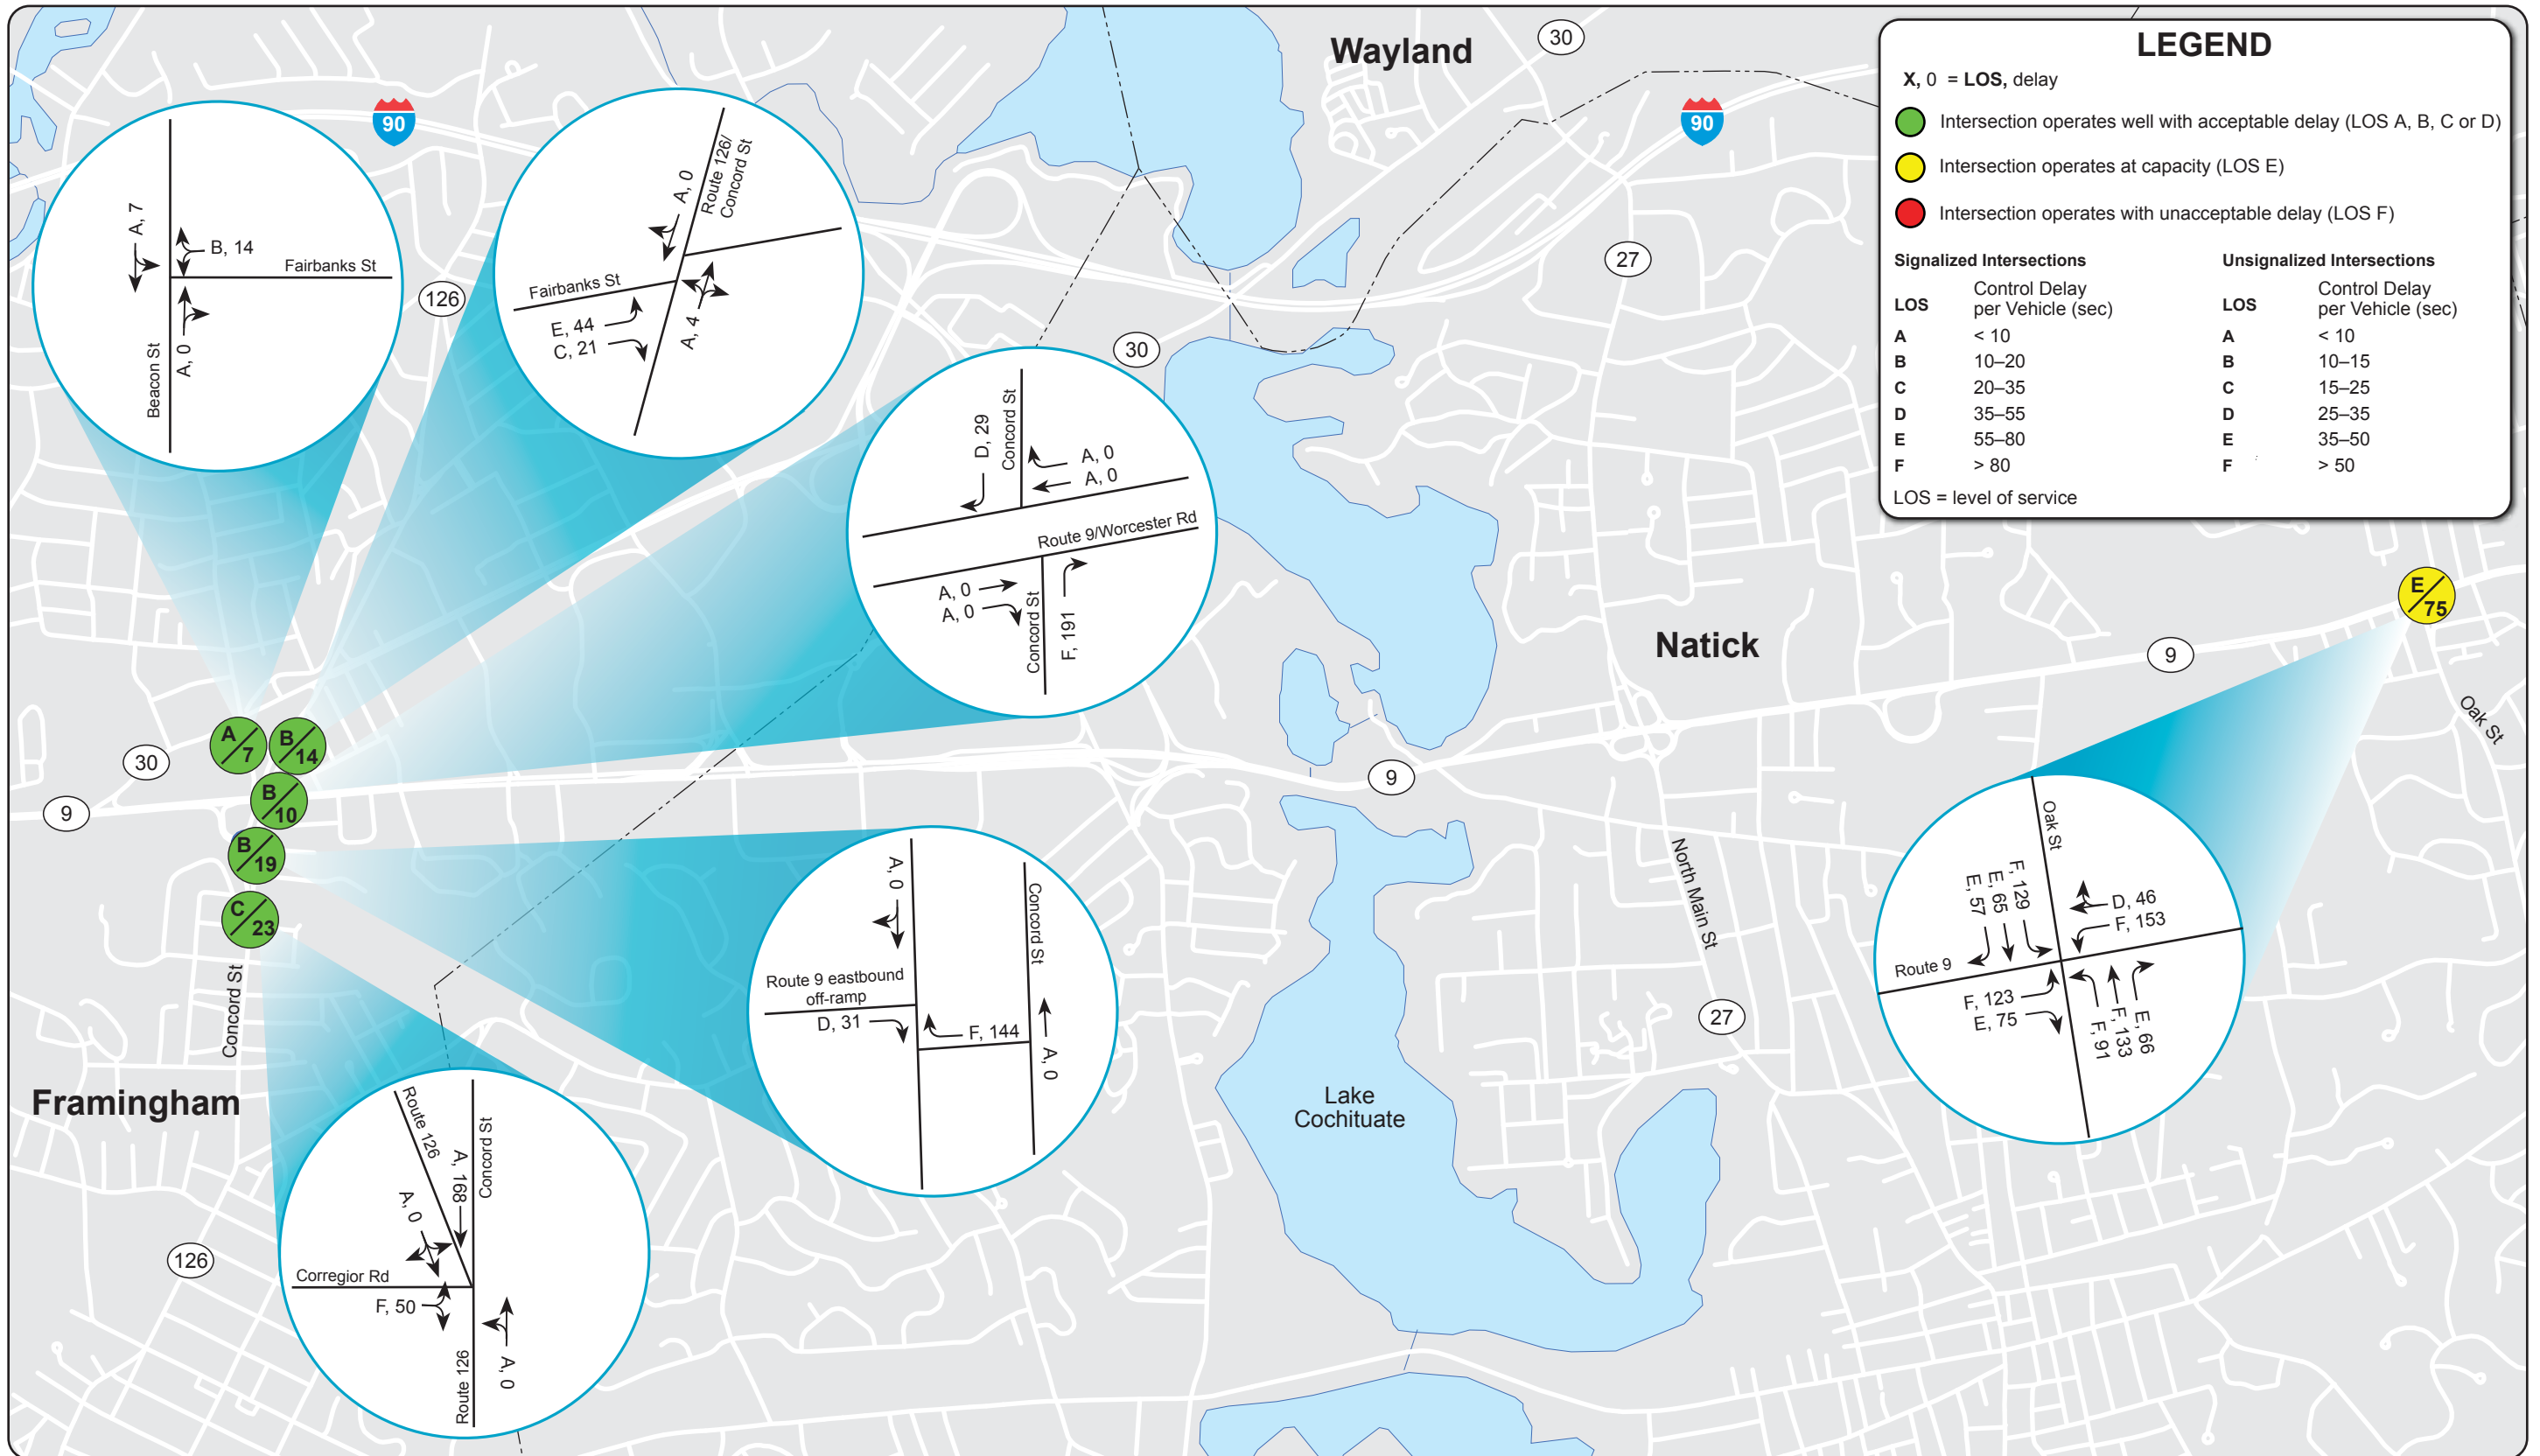 Wayland
30
90
90
126
30
27
30
9
9
9
27
126
Natick
Framingham
Lake
Cochituate
North Main St
Oak St
Concord St
LEGEND
X, 0 = LOS, delay
Intersection operates well with acceptable delay (LOS A, B, C or D)
Intersection operates at capacity (LOS E)
Intersection operates with unacceptable delay (LOS F)
Signalized Intersections
LOS
Control Delay
per Vehicle (sec)
A < 10
B 10–20
C 20–35
D 35–55
E 55–80
F > 80
Unsignalized Intersections
LOS
Control Delay
per Vehicle (sec)
A < 10
B 10–15
C 15–25
D 25–35
E 35–50
F > 50
LOS = level of service
A, 7
B, 14
Fairbanks St
Beacon St
A, 0
A, 0
Route 126/
Concord St
Fairbanks St
E, 44
C, 21
A, 4
D, 29
Concord St
A, 0
A, 0
Route 9/Worcester Rd
A, 0
A, 0
Concord St
F, 191
A/7
B/14
B/10
B/19
C/23
E/75
A, 0
Concord St
Route 9 eastbound
off-ramp
D, 31
F, 144
A, 0
Route 126
A, 168
Concord St
A, 0
Corregior Rd
F, 50
Route 126
A, 0
Oak St
E, 57
E, 65
F, 129
D, 46
F, 153
Route 9
F, 123
E, 75
F, 91
F, 133
E, 66